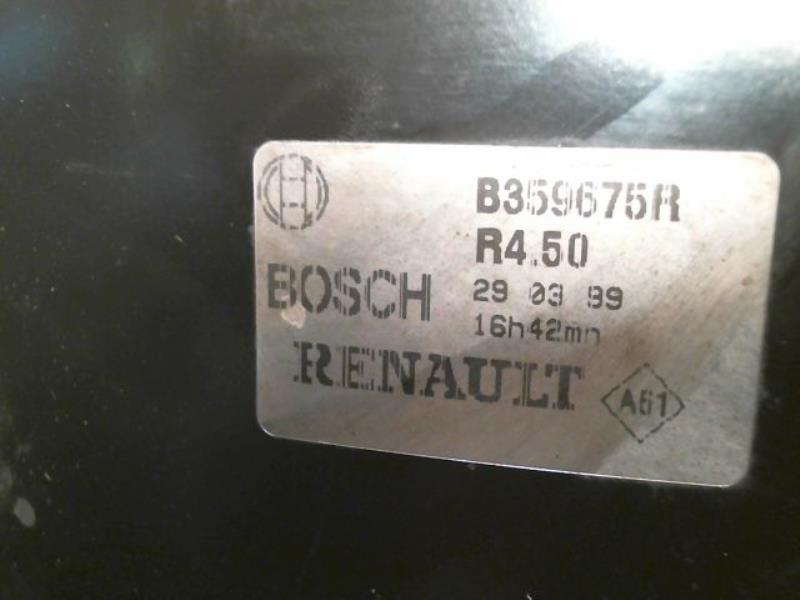 B359675R
R4.50
BOSCH
29 03 99
16h42mn
RENAULT
A61